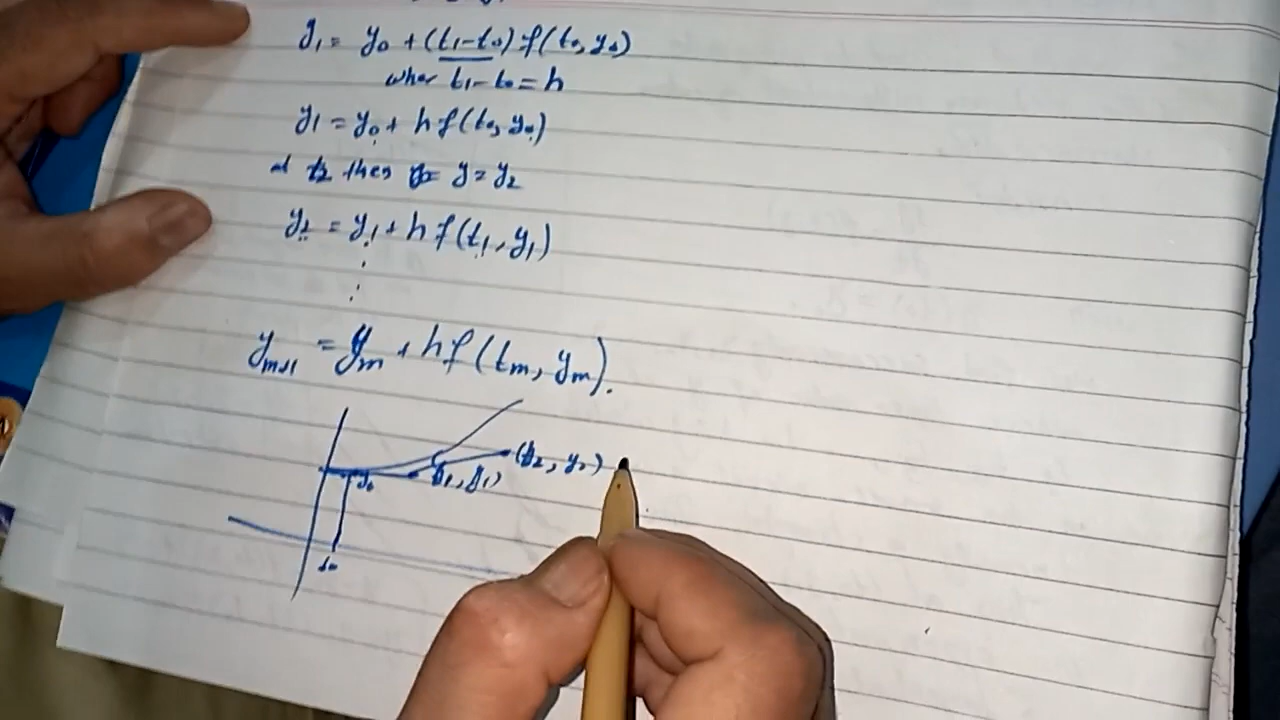 y₁ = y₀ + (t₁-t₀) f(t₀, y₀)
wher t₁-t₀ = h
y₁ = y₀ + h f(t₀, y₀)
at t₂ then y = y₂
y₂ = y₁ + h f(t₁, y₁)
⋮
yₘ₊₁ = yₘ + h f(tₘ, yₘ).
(t₂, y₂)
y₀ (t₁, y₁)
t₀